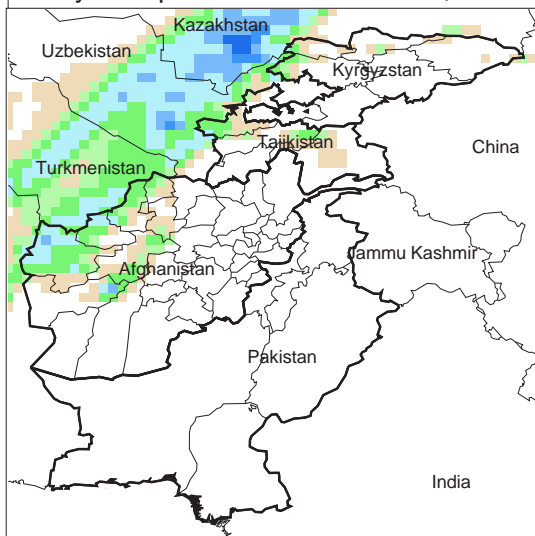 Kazakhstan
Uzbekistan
Kyrgyzstan
Tajikistan
China
Turkmenistan
Jammu Kashmir
Afghanistan
Pakistan
India